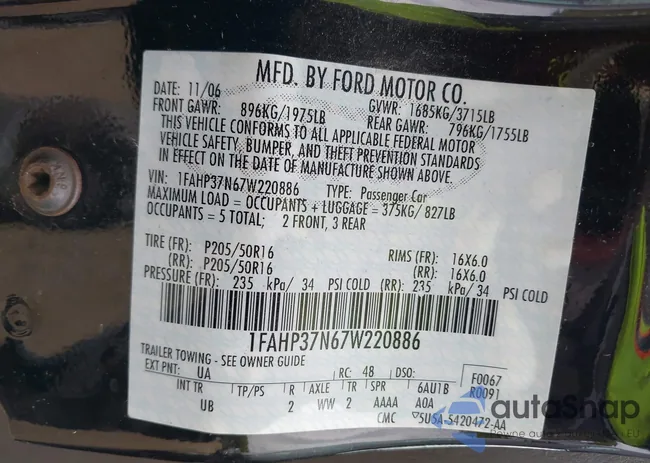 MFD. BY FORD MOTOR CO.
DATE: 11/06 GVWR: 1685KG/3715LB
FRONT GAWR: 896KG/1975LB REAR GAWR: 796KG/1755LB
THIS VEHICLE CONFORMS TO ALL APPLICABLE FEDERAL MOTOR
VEHICLE SAFETY, BUMPER, AND THEFT PREVENTION STANDARDS
IN EFFECT ON THE DATE OF MANUFACTURE SHOWN ABOVE.
VIN: 1FAHP37N67W220886 TYPE: Passenger Car
MAXIMUM LOAD = OCCUPANTS + LUGGAGE = 375KG/ 827LB
OCCUPANTS = 5 TOTAL; 2 FRONT, 3 REAR
TIRE (FR): P205/50R16 RIMS (FR): 16X6.0
(RR): P205/50R16 (RR): 16X6.0
PRESSURE (FR): 235 kPa/ 34 PSI COLD (RR): 235 kPa/ 34 PSI COLD
1FAHP37N67W220886
TRAILER TOWING - SEE OWNER GUIDE
EXT PNT: UA RC: 48 DSO: F0067
INT TR TP/PS R AXLE TR SPR 6AU1B R0091
UB 2 WW 2 AAAA A0A
CMC 5U5A-5420472-AA
autoSnap
Pewne auto